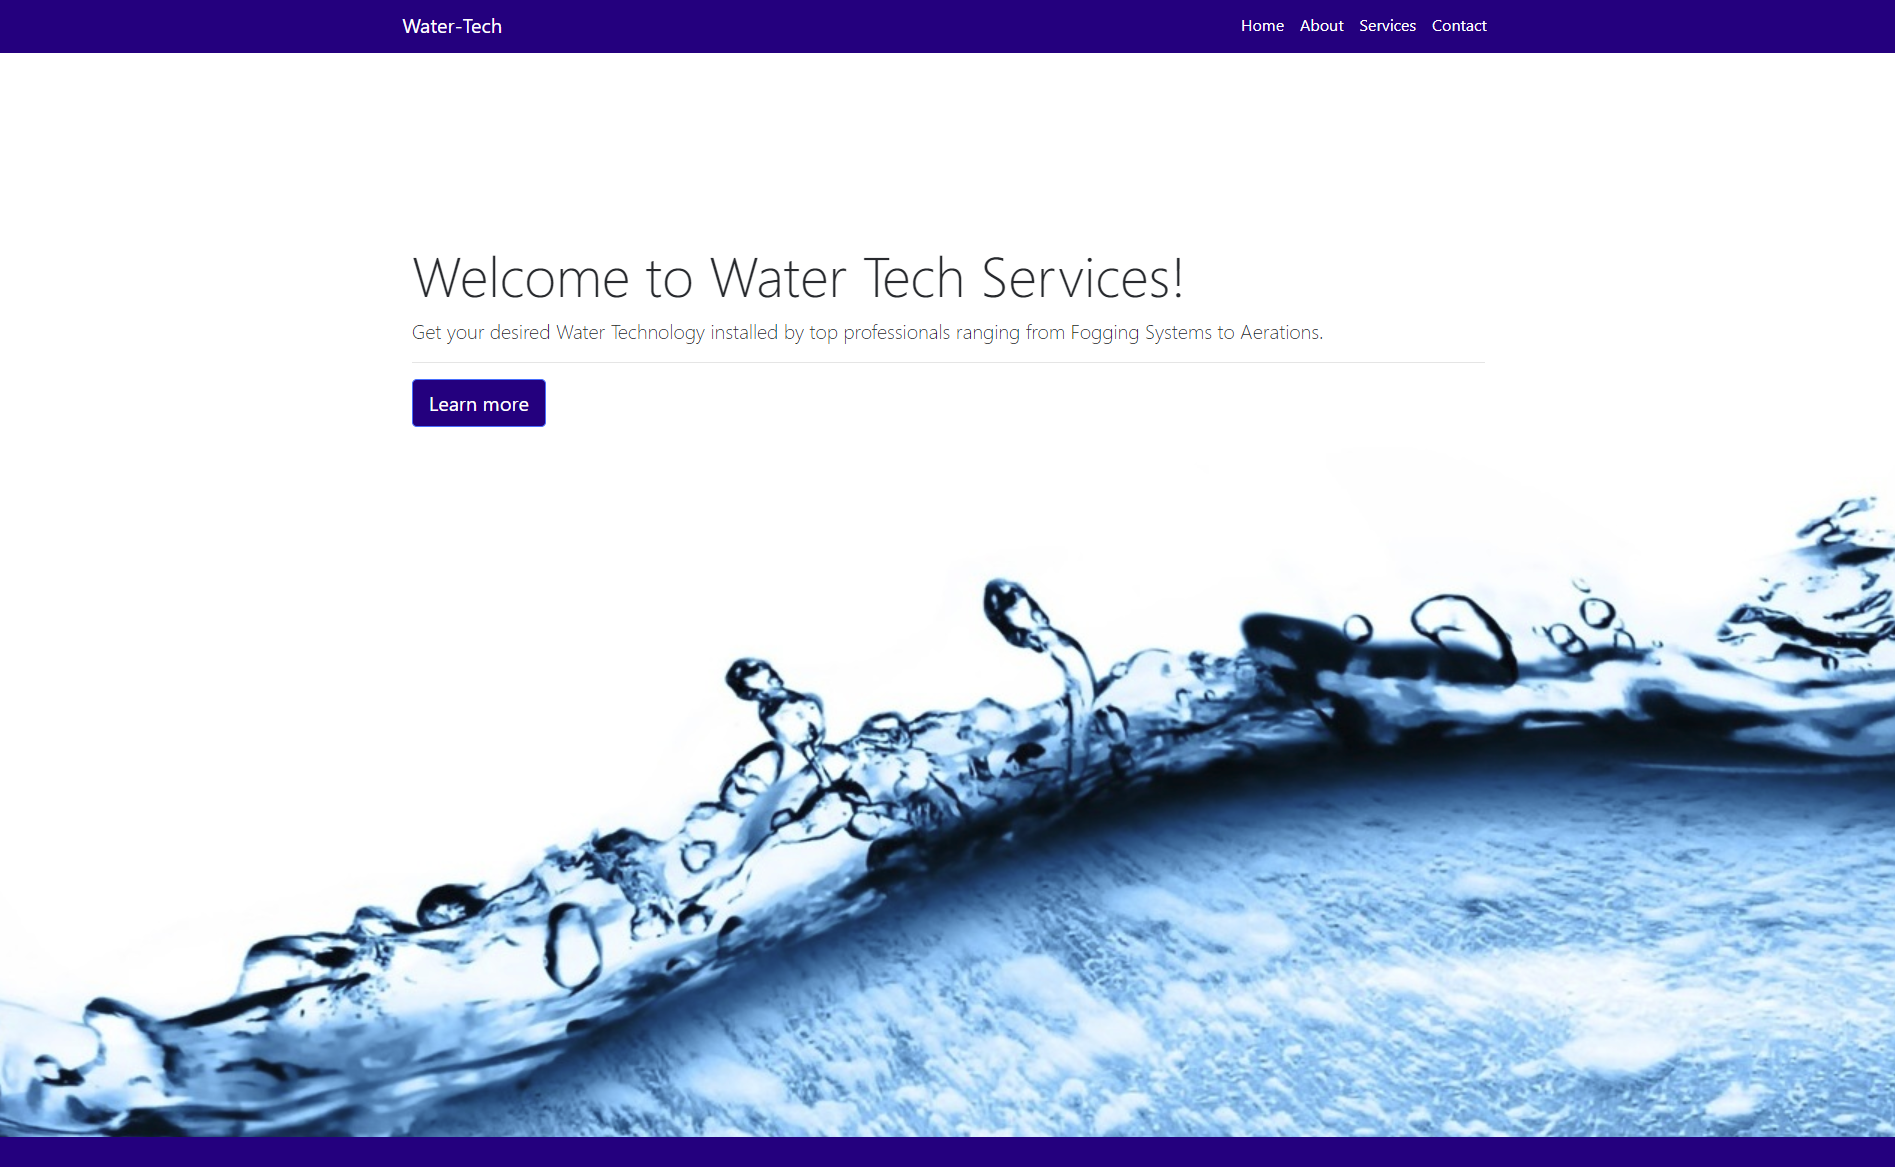 Water-Tech
Home About Services Contact
Welcome to Water Tech Services!
Get your desired Water Technology installed by top professionals ranging from Fogging Systems to Aerations.
Learn more